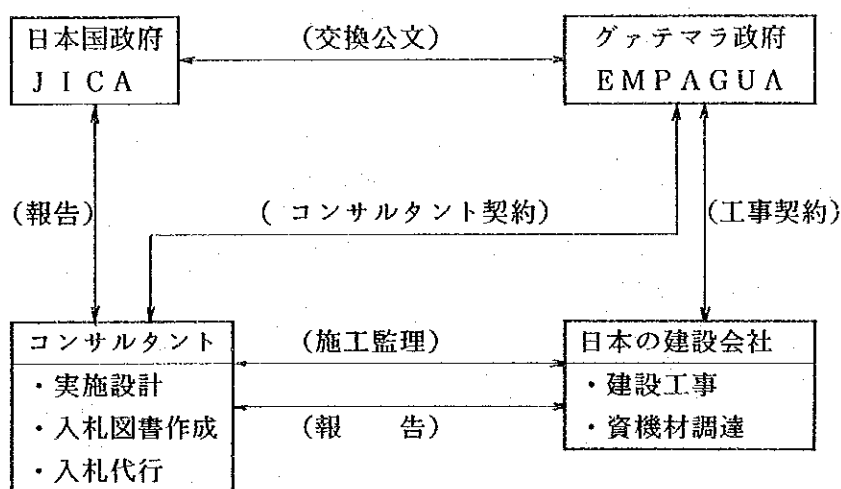 日本国政府
JICA
(交換公文)
グァテマラ政府
EMPAGUA
(報告)
(コンサルタント契約)
(工事契約)
コンサルタント
・実施設計
・入札図書作成
・入札代行
(施工監理)
(報　　告)
日本の建設会社
・建設工事
・資機材調達